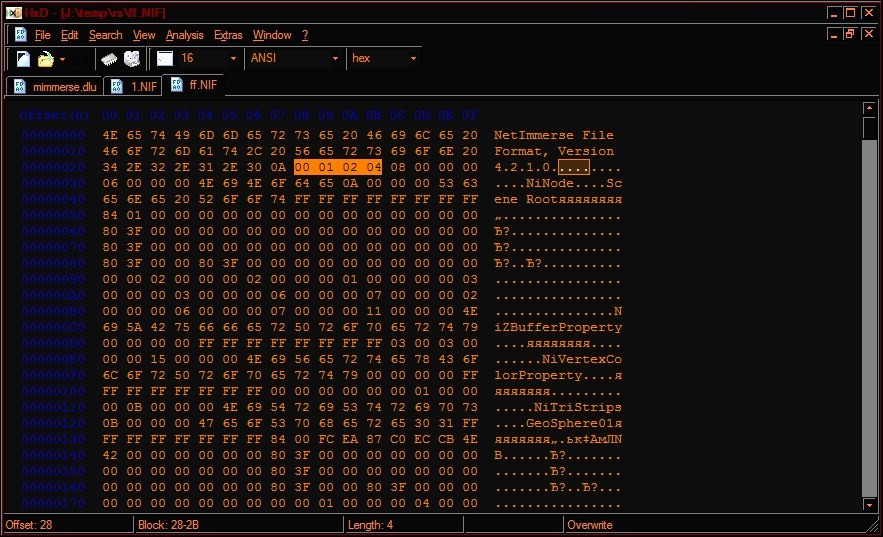 HxD - [J:\temp\rs\ff.NIF]
File Edit Search View Analysis Extras Window ?
16 ANSI hex
mimmerse.dlu 1.NIF ff.NIF
Offset(h) 00 01 02 03 04 05 06 07 08 09 0A 0B 0C 0D 0E 0F
00000000 4E 65 74 49 6D 6D 65 72 73 65 20 46 69 6C 65 20 NetImmerse File
00000010 46 6F 72 6D 61 74 2C 20 56 65 72 73 69 6F 6E 20 Format, Version
00000020 34 2E 32 2E 31 2E 30 0A 00 01 02 04 08 00 00 00 4.2.1.0.........
00000030 06 00 00 00 4E 69 4E 6F 64 65 0A 00 00 00 53 63 ....NiNode....Sc
00000040 65 6E 65 20 52 6F 6F 74 FF FF FF FF FF FF FF FF ene Rootяяяяяяяя
00000050 84 01 00 00 00 00 00 00 00 00 00 00 00 00 00 00 „...............
00000060 80 3F 00 00 00 00 00 00 00 00 00 00 00 00 00 00 Ђ?..............
00000070 80 3F 00 00 00 00 00 00 00 00 00 00 00 00 00 00 Ђ?..............
00000080 80 3F 00 00 80 3F 00 00 00 00 00 00 00 00 00 00 Ђ?..Ђ?..........
00000090 00 00 02 00 00 00 02 00 00 00 01 00 00 00 00 03 ................
000000A0 00 00 00 03 00 00 00 06 00 00 00 07 00 00 00 02 ................
000000B0 00 00 00 06 00 00 00 07 00 00 00 11 00 00 00 4E ...............N
000000C0 69 5A 42 75 66 66 65 72 50 72 6F 70 65 72 74 79 iZBufferProperty
000000D0 00 00 00 00 FF FF FF FF FF FF FF FF 03 00 03 00 ....яяяяяяяя....
000000E0 00 00 15 00 00 00 4E 69 56 65 72 74 65 78 43 6F ......NiVertexCo
000000F0 6C 6F 72 50 72 6F 70 65 72 74 79 00 00 00 00 FF lorProperty....я
00000100 FF FF FF FF FF FF FF 00 00 00 00 00 00 01 00 00 яяяяяяя.........
00000110 00 0B 00 00 00 4E 69 54 72 69 53 74 72 69 70 73 .....NiTriStrips
00000120 0B 00 00 00 47 65 6F 53 70 68 65 72 65 30 31 FF ....GeoSphere01я
00000130 FF FF FF FF FF FF FF 84 00 FC EA 87 C0 EC CB 4E яяяяяяя„.ьк‡АмЛN
00000140 42 00 00 00 00 00 00 80 3F 00 00 00 00 00 00 00 B......Ђ?.......
00000150 00 00 00 00 00 00 00 80 3F 00 00 00 00 00 00 00 .......Ђ?.......
00000160 00 00 00 00 00 00 00 80 3F 00 00 80 3F 00 00 00 .......Ђ?..Ђ?...
00000170 00 00 00 00 00 00 00 00 00 01 00 00 00 04 00 00 ................
Offset: 28 Block: 28-2B Length: 4 Overwrite